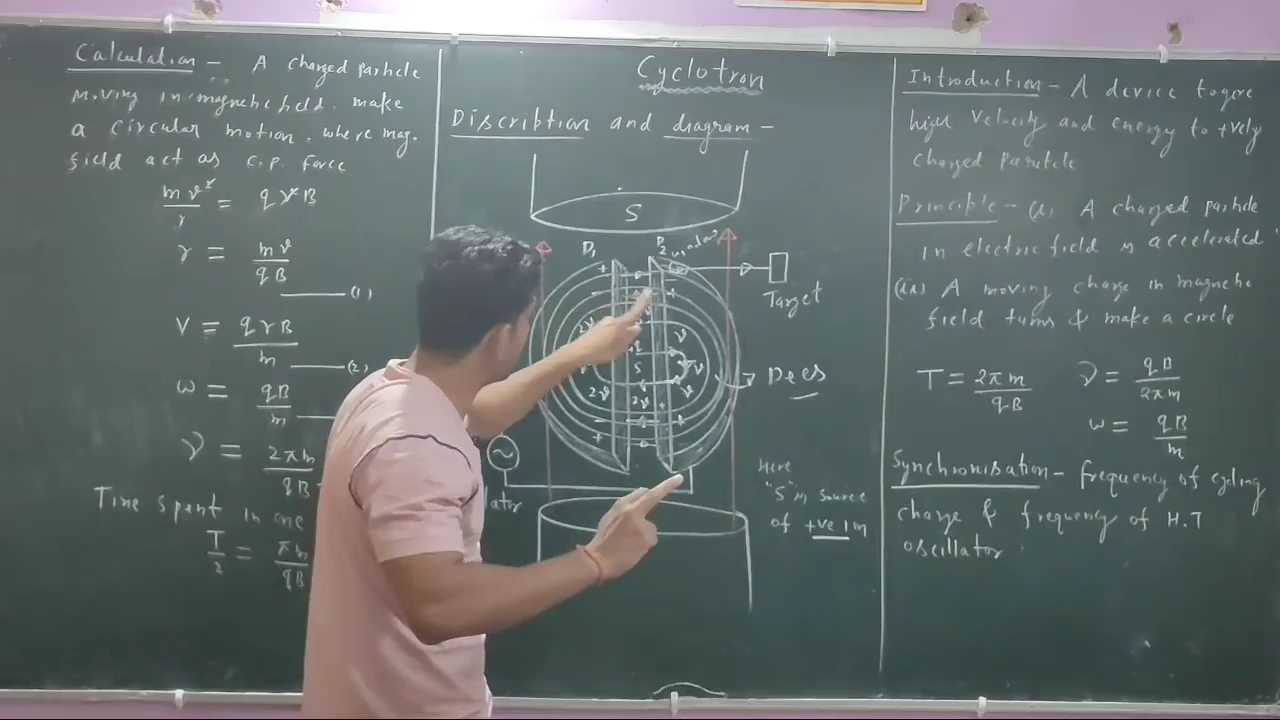 Calculation - A charged particle
moving in magnetic field. make
a circular motion. where mag.
field act as C.P. force
mv²/r = qvB
r = mv/qB —(1)
v = qrB/m —(2)
ω = qB/m
ν = 2πm/qB
Time spent in one
T/2 = πm/qB
Cyclotron
Discription and diagram -
S
D₁
D₂
Target
Dees
S
2v
v
Here
"S" is source
of +ve im
Introduction - A device to give
high velocity and energy to +vely
charged particle
Principle - (i) A charged particle
in electric field is accelerated
(ii) A moving charge in magnetic
field turns & make a circle
T = 2πm/qB ν = qB/2πm
ω = qB/m
Synchronisation - frequency of cycling
charge & frequency of H.T
oscillator